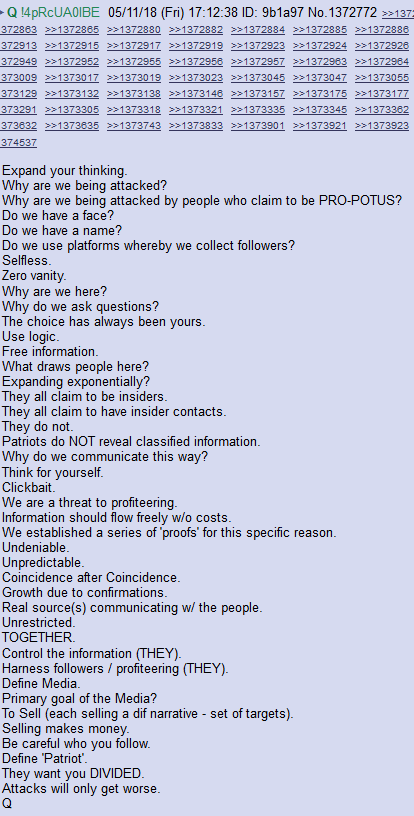 Q !4pRcUA0lBE 05/11/18 (Fri) 17:12:38 ID: 9b1a97 No.1372772 >>1372
372863 >>1372865 >>1372880 >>1372882 >>1372884 >>1372885 >>1372886
372913 >>1372915 >>1372917 >>1372919 >>1372923 >>1372924 >>1372926
372949 >>1372952 >>1372955 >>1372956 >>1372957 >>1372963 >>1372964
373009 >>1373017 >>1373019 >>1373023 >>1373045 >>1373047 >>1373055
373129 >>1373132 >>1373138 >>1373146 >>1373157 >>1373175 >>1373177
373291 >>1373305 >>1373318 >>1373321 >>1373335 >>1373345 >>1373362
373632 >>1373635 >>1373743 >>1373833 >>1373901 >>1373921 >>1373923
374537
Expand your thinking.
Why are we being attacked?
Why are we being attacked by people who claim to be PRO-POTUS?
Do we have a face?
Do we have a name?
Do we use platforms whereby we collect followers?
Selfless.
Zero vanity.
Why are we here?
Why do we ask questions?
The choice has always been yours.
Use logic.
Free information.
What draws people here?
Expanding exponentially?
They all claim to be insiders.
They all claim to have insider contacts.
They do not.
Patriots do NOT reveal classified information.
Why do we communicate this way?
Think for yourself.
Clickbait.
We are a threat to profiteering.
Information should flow freely w/o costs.
We established a series of 'proofs' for this specific reason.
Undeniable.
Unpredictable.
Coincidence after Coincidence.
Growth due to confirmations.
Real source(s) communicating w/ the people.
Unrestricted.
TOGETHER.
Control the information (THEY).
Harness followers / profiteering (THEY).
Define Media.
Primary goal of the Media?
To Sell (each selling a dif narrative - set of targets).
Selling makes money.
Be careful who you follow.
Define 'Patriot'.
They want you DIVIDED.
Attacks will only get worse.
Q